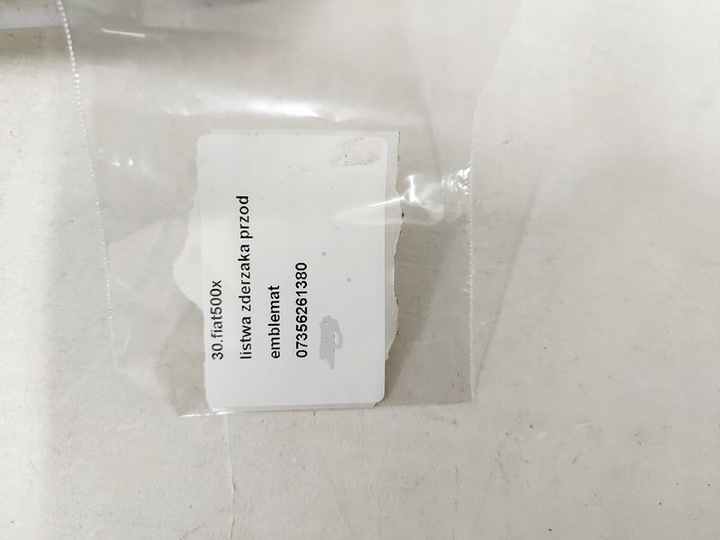 30.fiat500x
listwa zderzaka przod
emblemat
07356261380